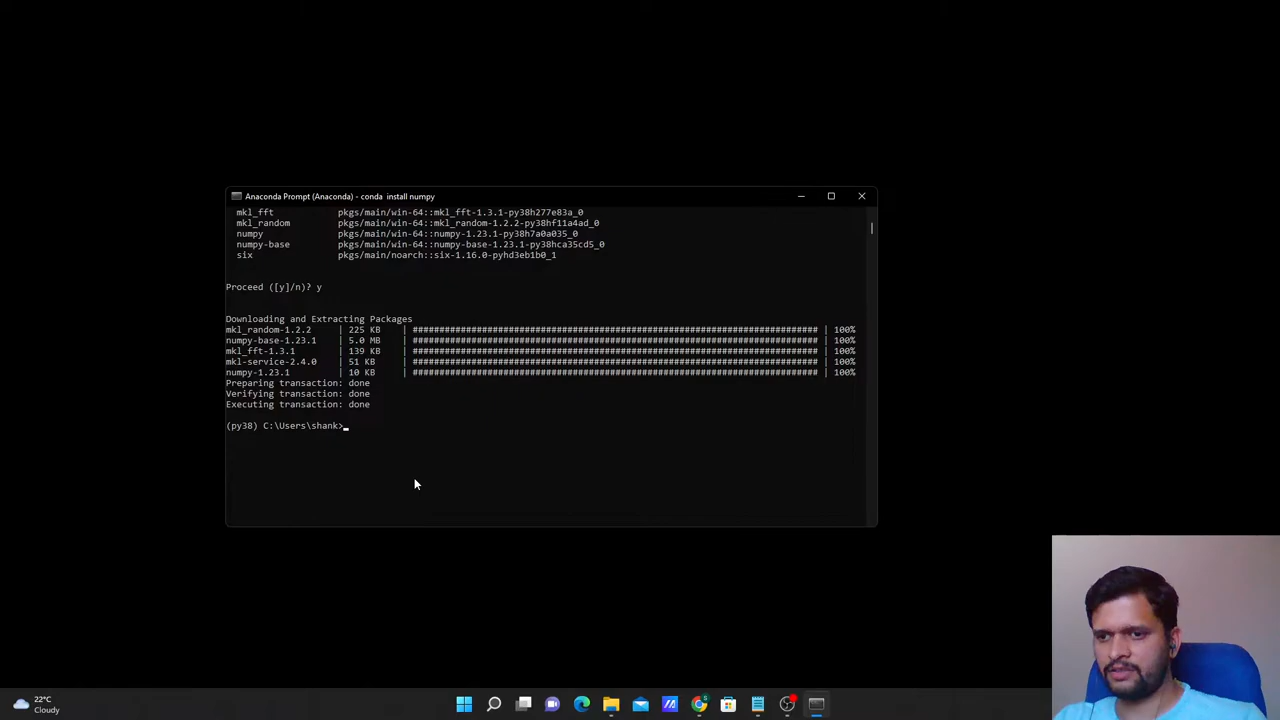 Anaconda Prompt (Anaconda) - conda  install numpy
mkl_fft            pkgs/main/win-64::mkl_fft-1.3.1-py38h277e83a_0
mkl_random         pkgs/main/win-64::mkl_random-1.2.2-py38hf11a4ad_0
numpy              pkgs/main/win-64::numpy-1.23.1-py38h7a0a035_0
numpy-base         pkgs/main/win-64::numpy-base-1.23.1-py38hca35cd5_0
six                pkgs/main/noarch::six-1.16.0-pyhd3eb1b0_1
Proceed ([y]/n)? y
Downloading and Extracting Packages
mkl_random-1.2.2     | 225 KB    | ############################################################################ | 100%
numpy-base-1.23.1    | 5.0 MB    | ############################################################################ | 100%
mkl_fft-1.3.1        | 139 KB    | ############################################################################ | 100%
mkl-service-2.4.0    | 51 KB     | ############################################################################ | 100%
numpy-1.23.1         | 10 KB     | ############################################################################ | 100%
Preparing transaction: done
Verifying transaction: done
Executing transaction: done
(py38) C:\Users\shank>
22°C
Cloudy